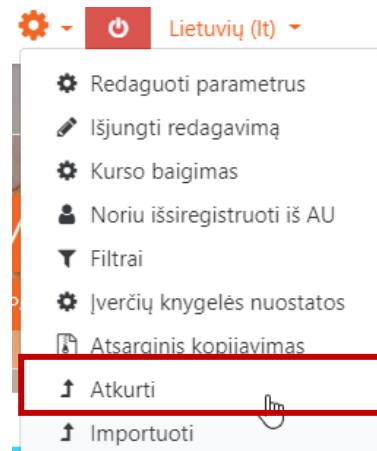 Lietuvių (lt)
Redaguoti parametrus
Išjungti redagavimą
Kurso baigimas
Noriu išsiregistruoti iš AU
Filtrai
Įverčių knygelės nuostatos
Atsarginis kopijavimas
Atkurti
Importuoti